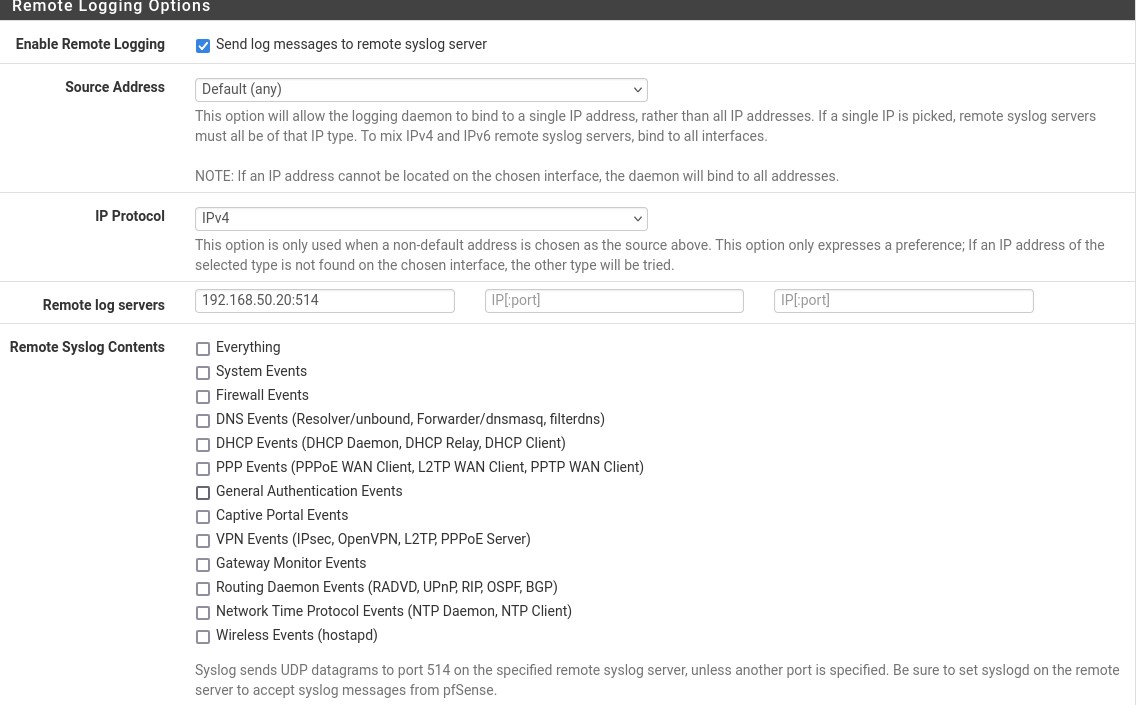 Remote Logging Options
Enable Remote Logging
Send log messages to remote syslog server
Source Address
Default (any)
This option will allow the logging daemon to bind to a single IP address, rather than all IP addresses. If a single IP is picked, remote syslog servers
must all be of that IP type. To mix IPv4 and IPv6 remote syslog servers, bind to all interfaces.
NOTE: If an IP address cannot be located on the chosen interface, the daemon will bind to all addresses.
IP Protocol
IPv4
This option is only used when a non-default address is chosen as the source above. This option only expresses a preference; If an IP address of the
selected type is not found on the chosen interface, the other type will be tried.
Remote log servers
192.168.50.20:514
IP[:port]
IP[:port]
Remote Syslog Contents
Everything
System Events
Firewall Events
DNS Events (Resolver/unbound, Forwarder/dnsmasq, filterdns)
DHCP Events (DHCP Daemon, DHCP Relay, DHCP Client)
PPP Events (PPPoE WAN Client, L2TP WAN Client, PPTP WAN Client)
General Authentication Events
Captive Portal Events
VPN Events (IPsec, OpenVPN, L2TP, PPPoE Server)
Gateway Monitor Events
Routing Daemon Events (RADVD, UPnP, RIP, OSPF, BGP)
Network Time Protocol Events (NTP Daemon, NTP Client)
Wireless Events (hostapd)
Syslog sends UDP datagrams to port 514 on the specified remote syslog server, unless another port is specified. Be sure to set syslogd on the remote
server to accept syslog messages from pfSense.